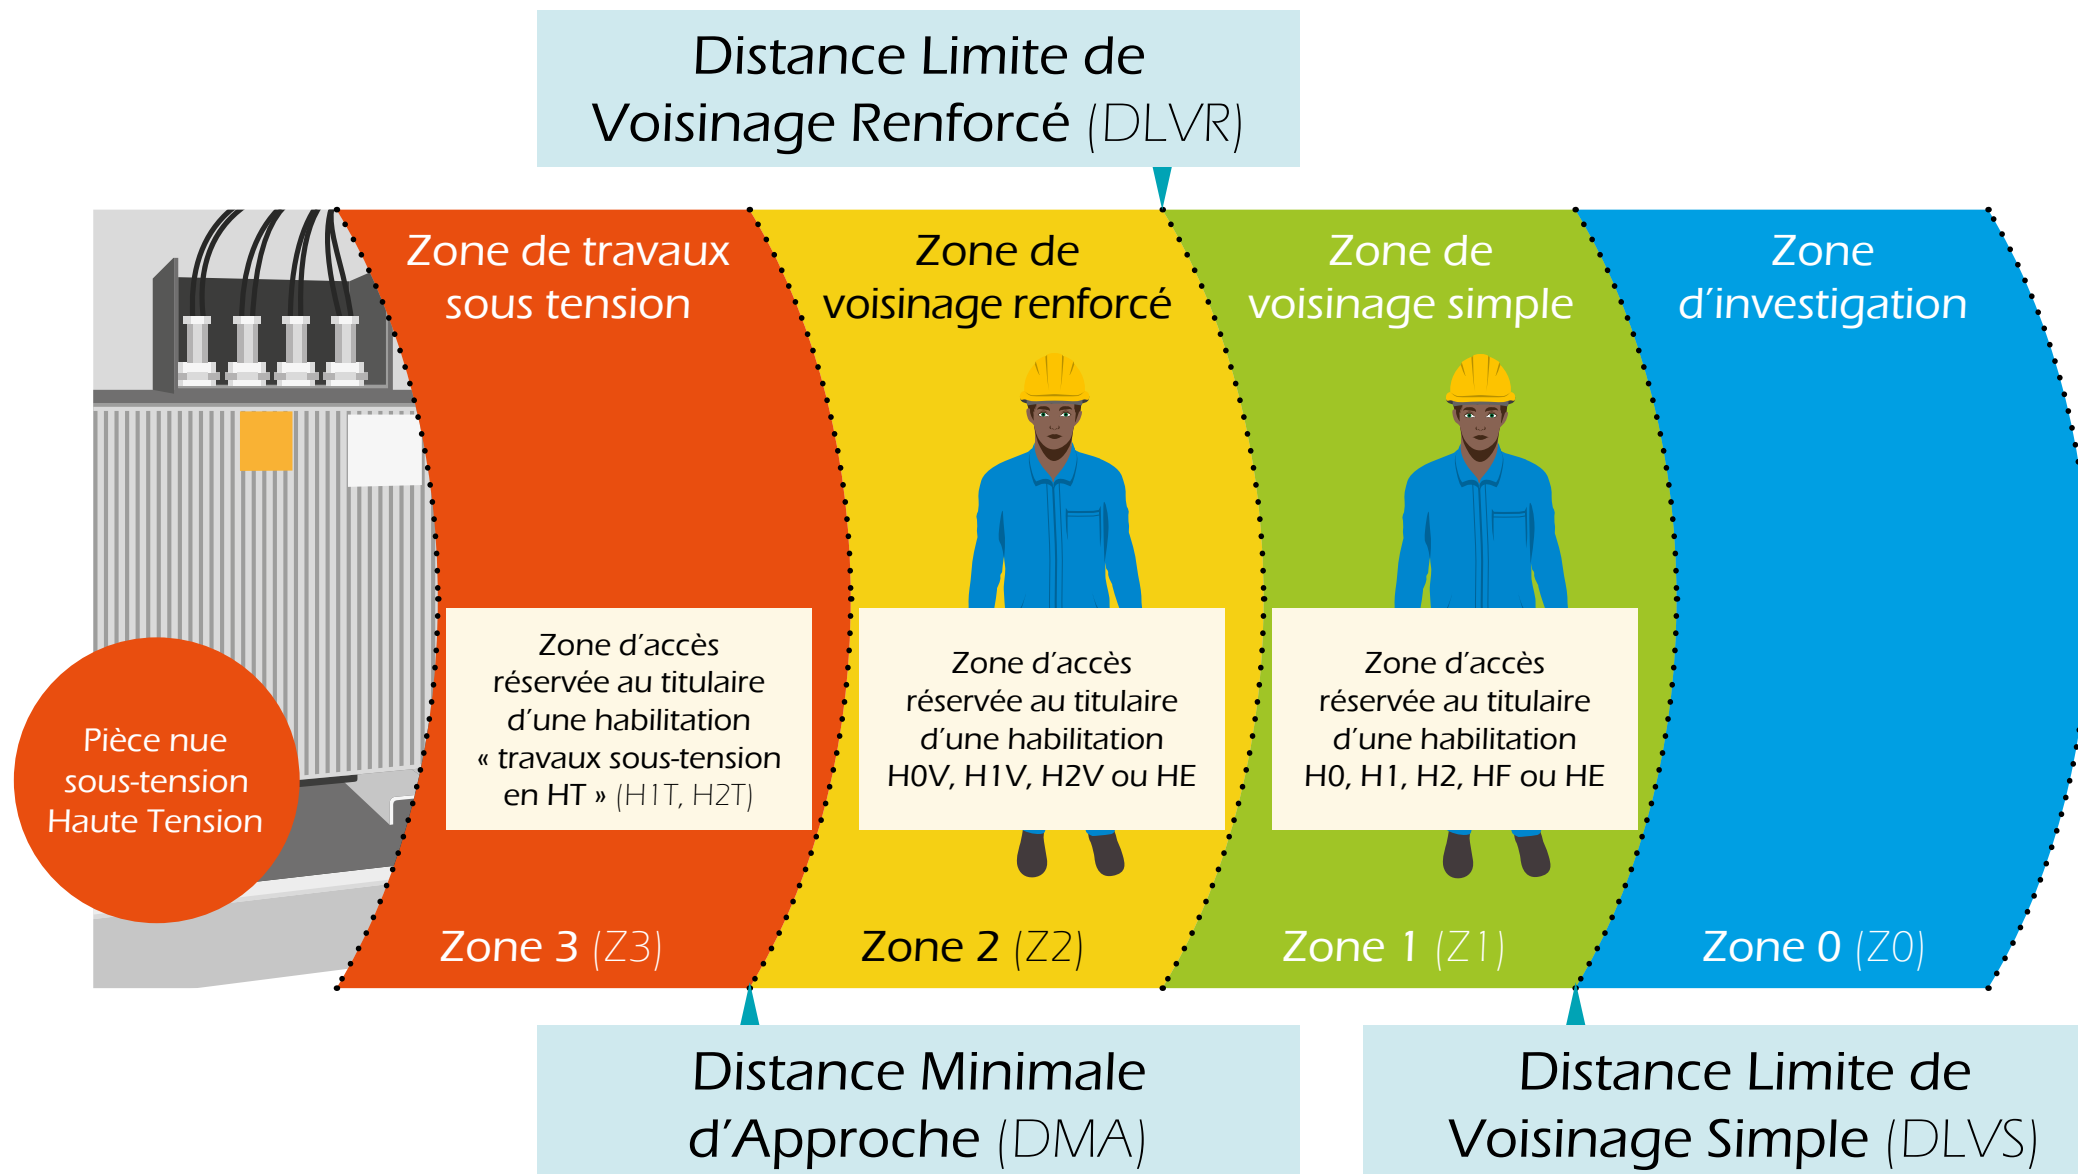 Distance Limite de
Voisinage Renforcé (DLVR)
Zone de travaux
sous tension
Zone de
voisinage renforcé
Zone de
voisinage simple
Zone
d’investigation
Pièce nue
sous-tension
Haute Tension
Zone d’accès
réservée au titulaire
d’une habilitation
« travaux sous-tension
en HT » (H1T, H2T)
Zone d’accès
réservée au titulaire
d’une habilitation
H0V, H1V, H2V ou HE
Zone d’accès
réservée au titulaire
d’une habilitation
H0, H1, H2, HF ou HE
Zone 3 (Z3)
Zone 2 (Z2)
Zone 1 (Z1)
Zone 0 (Z0)
Distance Minimale
d’Approche (DMA)
Distance Limite de
Voisinage Simple (DLVS)